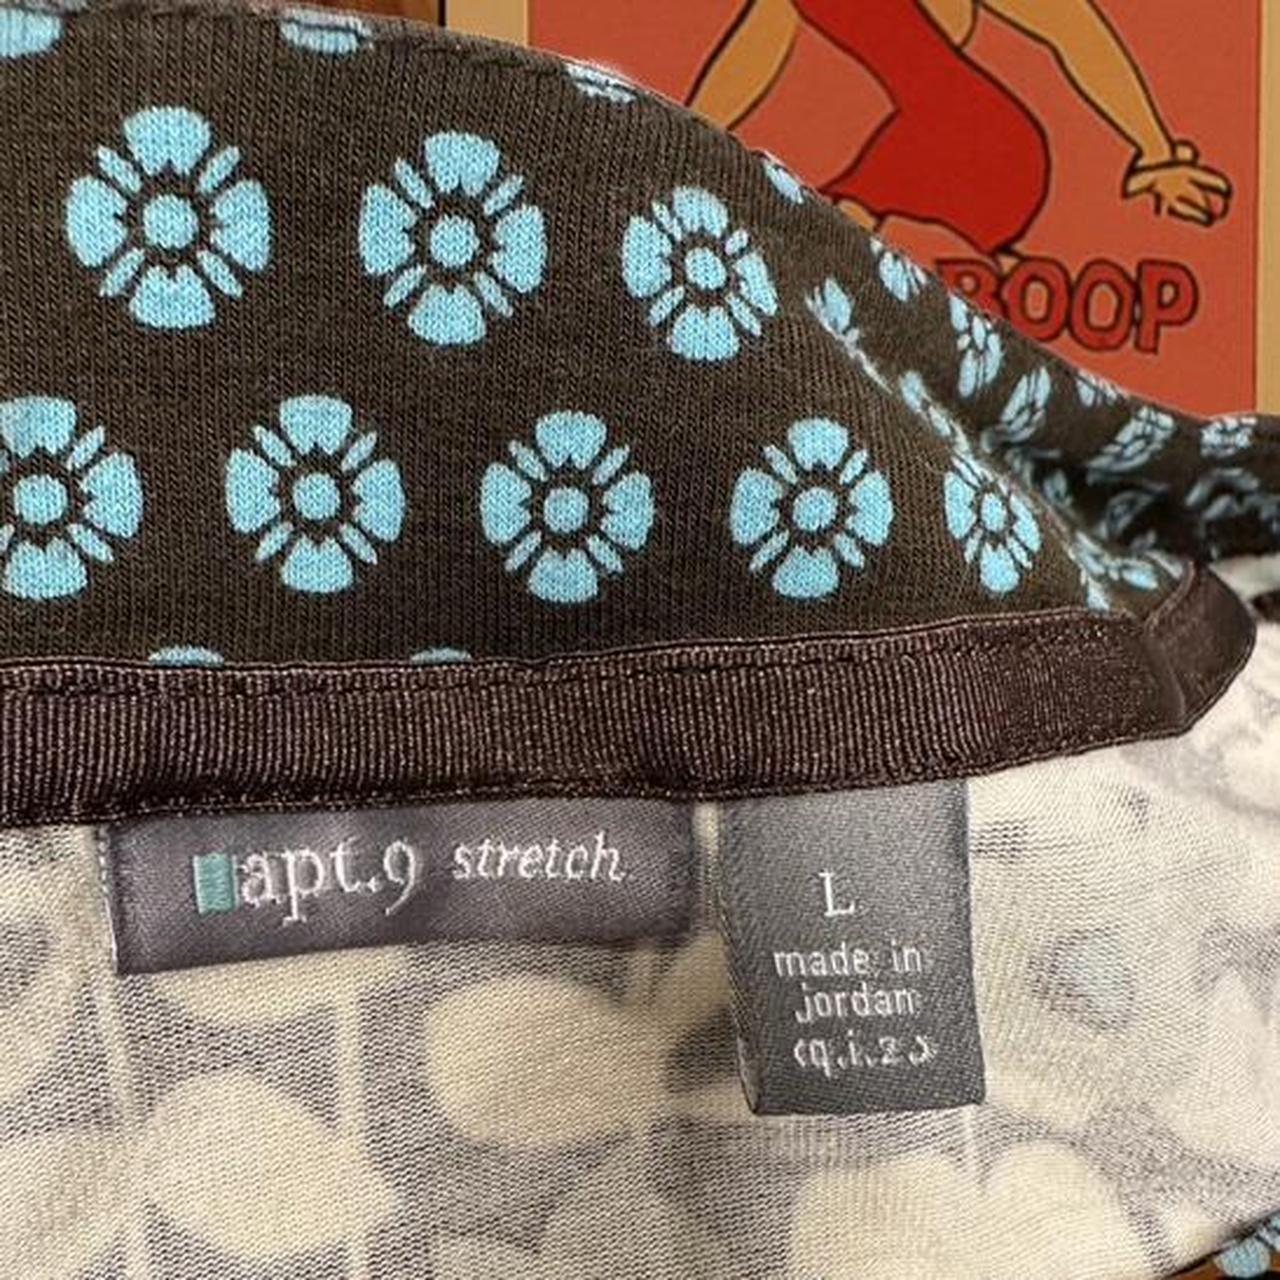 BOOP
apt.9 stretch
L
made in
jordan
(q.i.z.)